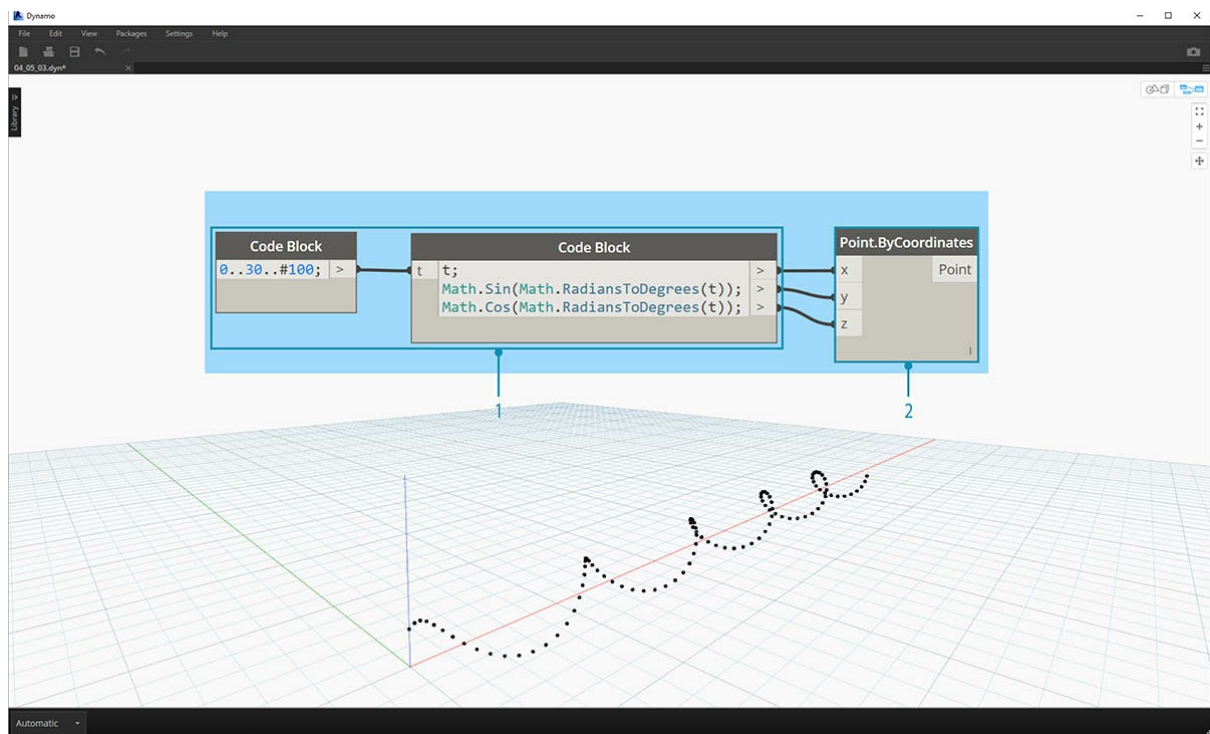 Dynamo
File Edit View Packages Settings Help
04_05_03.dyn*
Library
Code Block
0..30..#100; >
Code Block
t t; >
Math.Sin(Math.RadiansToDegrees(t)); >
Math.Cos(Math.RadiansToDegrees(t)); >
Point.ByCoordinates
x Point
y
z
l
1
2
Automatic